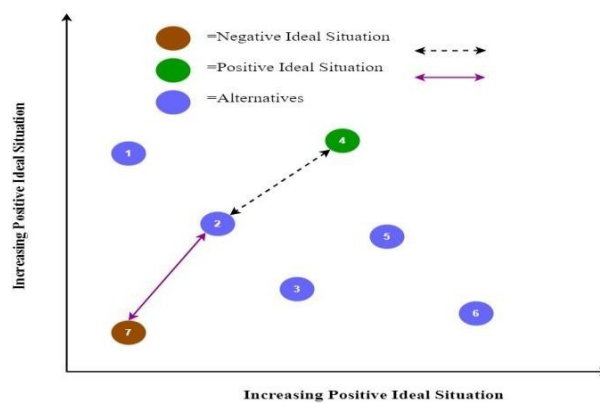 =Negative Ideal Situation
=Positive Ideal Situation
=Alternatives
1
4
2
5
3
6
7
Increasing Positive Ideal Situation
Increasing Positive Ideal Situation